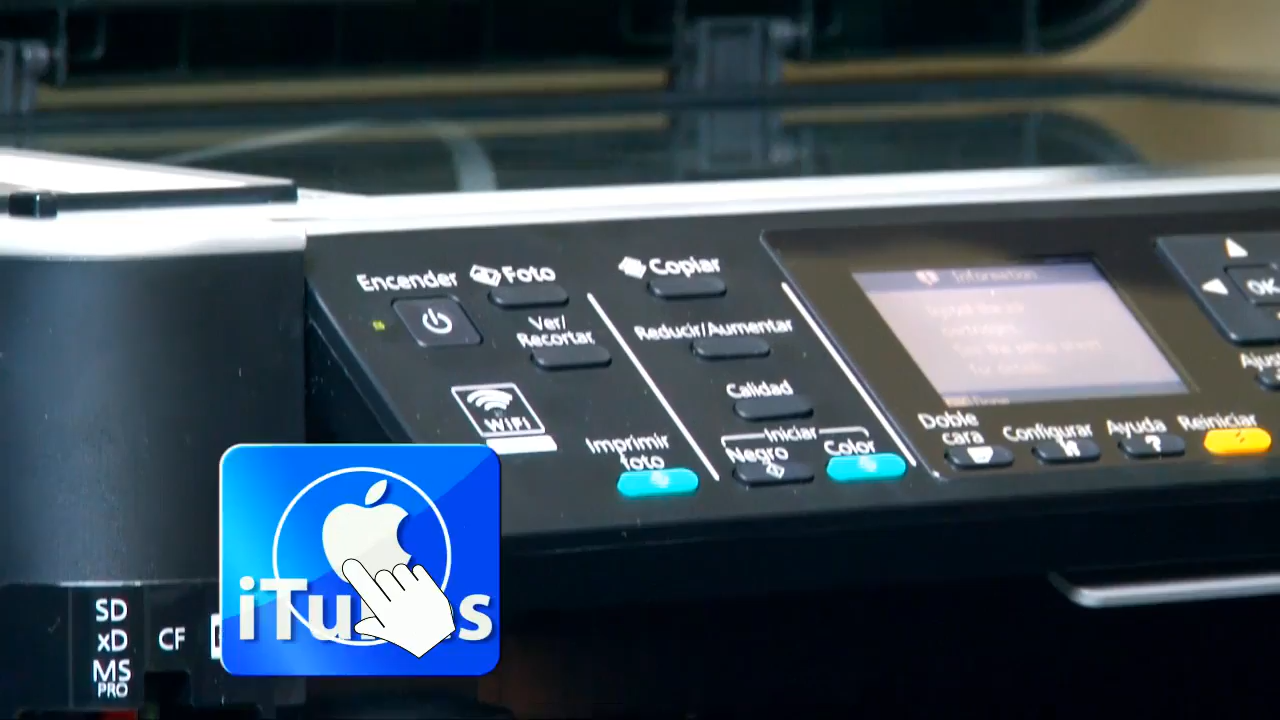 Encender
Foto
Ver/
Recortar
WiFi
Imprimir
foto
Copiar
Reducir/Aumentar
Calidad
Iniciar
Negro
Color
Information
Doble
cara
Configurar
Ayuda
?
Reiniciar
OK
SD
xD
MS
PRO
CF